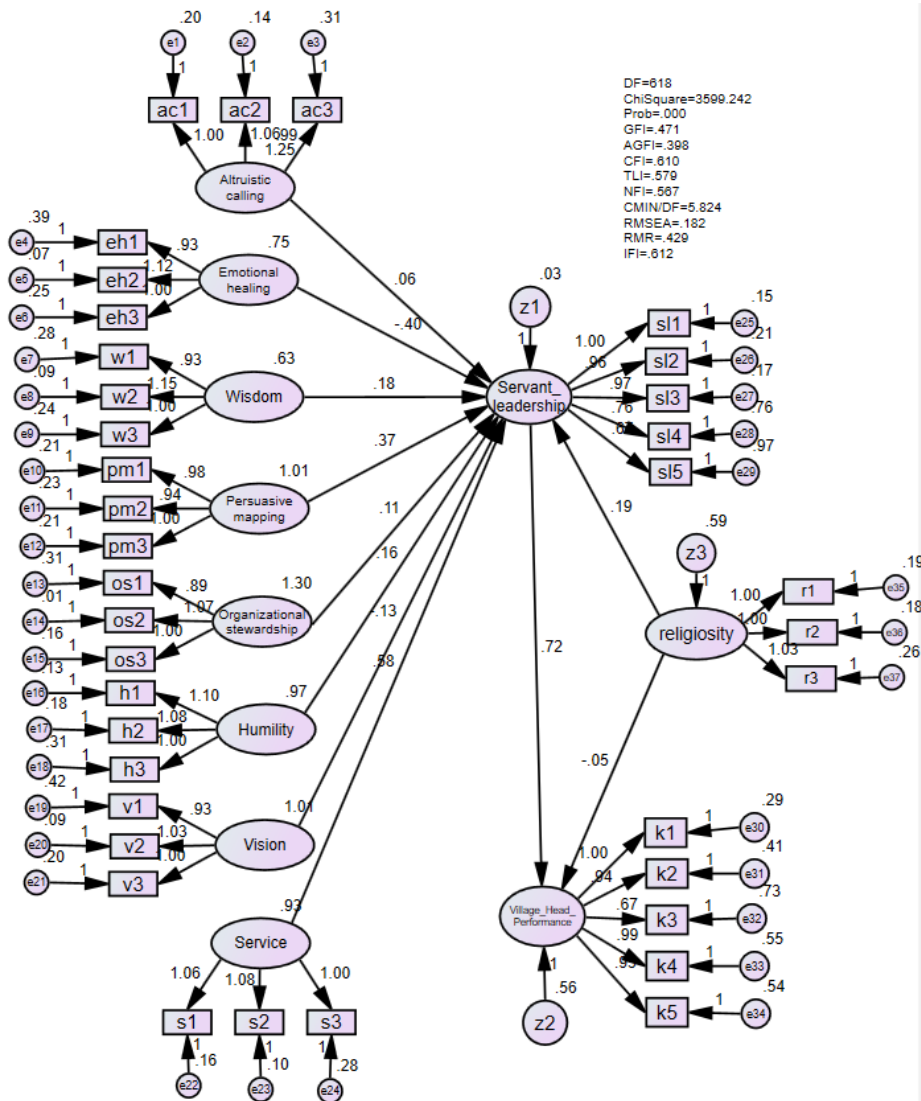 .20 .14 .31
e1 e2 e3
1 1 1
ac1 ac2 ac3
1.00 1.06 .99
1.25
Altruistic
calling
DF=618
ChiSquare=3599.242
Prob=.000
GFI=.471
AGFI=.398
CFI=.610
TLI=.579
NFI=.567
CMIN/DF=5.824
RMSEA=.182
RMR=.429
IFI=.612
.39
e4 1 eh1 .93 .75
.07
e5 1 eh2 1.12 Emotional
healing
.25
e6 1 eh3 1.00
.28
e7 1 w1 .93 .63
.09
e8 1 w2 1.15 Wisdom
.24
e9 1 w3 1.00
.21
e10 1 pm1 .98 1.01
.23
e11 1 pm2 .94 Persuasive
mapping
.21
e12 1 pm3 1.00
.31
e13 1 os1 .89 1.30
.01
e14 1 os2 1.07 Organizational
stewardship
.16
e15 1 os3 1.00
.13
e16 1 h1 1.10 .97
.18
e17 1 h2 1.08 Humility
.31
e18 1 h3 1.00
.42
e19 1 v1 .93 1.01
.09
e20 1 v2 1.03 Vision
.20
e21 1 v3 1.00
.93
Service
1.06 1.08 1.00
s1 s2 s3
1 1 1
.16 .10 .28
e22 e23 e24
.06
-.40
.18
.37
.11
.16
-.13
.58
.03
z1
1
Servant_
leadership
1.00 sl1 1 e25 .15
.96 sl2 1 e26 .21
.97 sl3 1 e27 .17
.76 sl4 1 e28 .76
sl5 1 e29 .97
.19
.59
z3
1
religiosity
1.00 r1 1 e35 .19
1.00 r2 1 e36 .18
1.03 r3 1 e37 .26
.72
-.05
Village_Head_
Performance
1.00 k1 1 e30 .29
.94 k2 1 e31 .41
.67 k3 1 e32 .73
.99 k4 1 e33 .55
k5 1 e34 .54
1
.56
z2